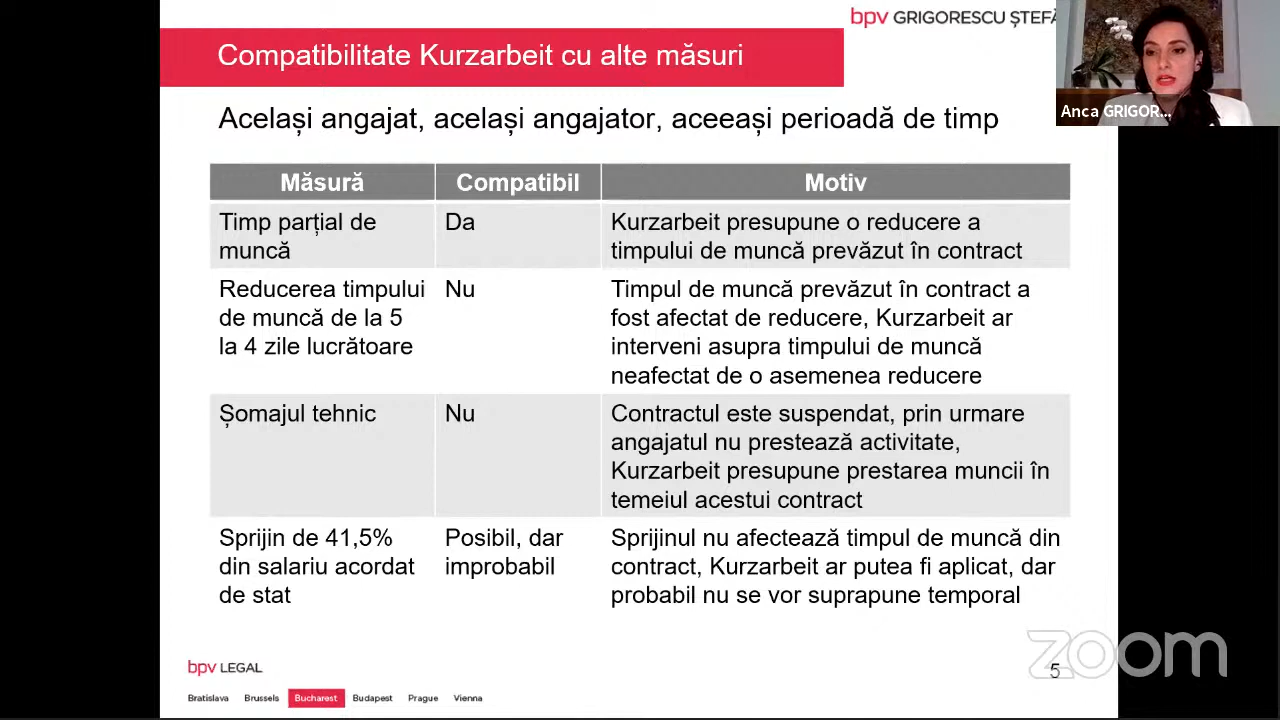 bpv GRIGORESCU ȘTEFĂ
Compatibilitate Kurzarbeit cu alte măsuri
Anca GRIGOR...
Același angajat, același angajator, aceeași perioadă de timp
Măsură Compatibil Motiv
Timp parțial de
muncă
Da
Kurzarbeit presupune o reducere a
timpului de muncă prevăzut în contract
Reducerea timpului
de muncă de la 5
la 4 zile lucrătoare
Nu
Timpul de muncă prevăzut în contract a
fost afectat de reducere, Kurzarbeit ar
interveni asupra timpului de muncă
neafectat de o asemenea reducere
Șomajul tehnic
Nu
Contractul este suspendat, prin urmare
angajatul nu prestează activitate,
Kurzarbeit presupune prestarea muncii în
temeiul acestui contract
Sprijin de 41,5%
din salariu acordat
de stat
Posibil, dar
improbabil
Sprijinul nu afectează timpul de muncă din
contract, Kurzarbeit ar putea fi aplicat, dar
probabil nu se vor suprapune temporal
zoom
bpv LEGAL
5
Bratislava Brussels Bucharest Budapest Prague Vienna